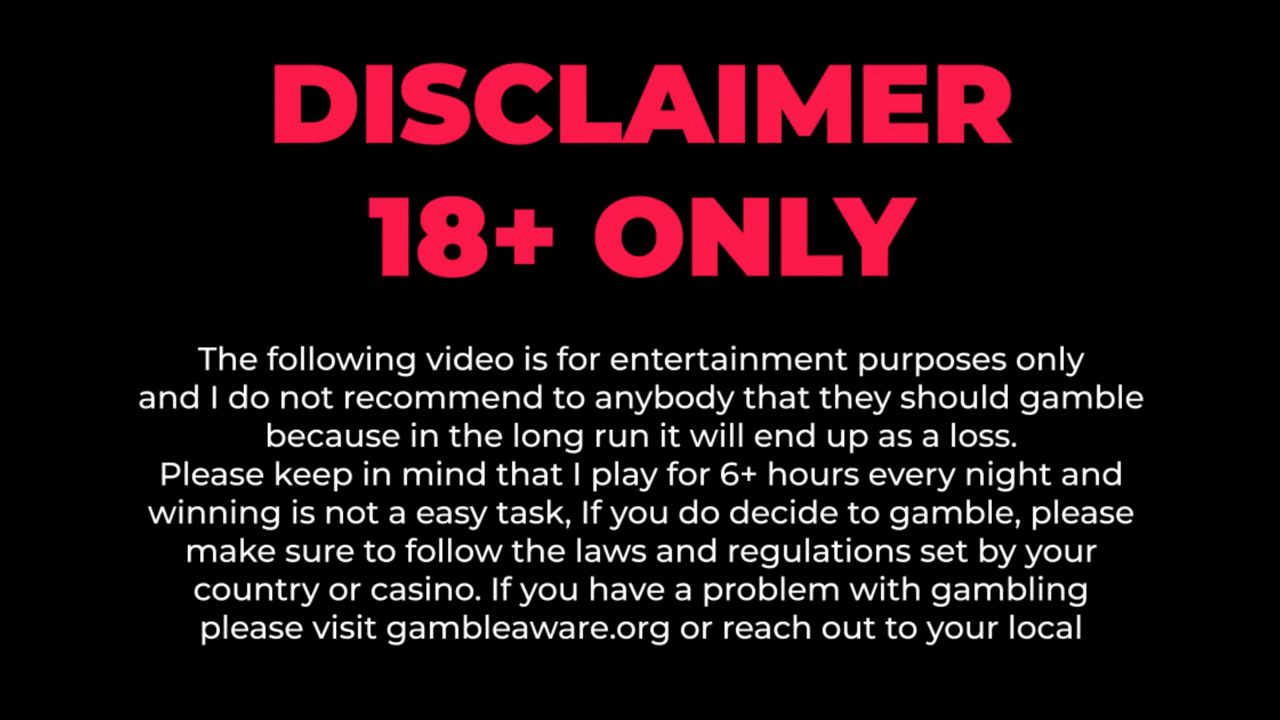 DISCLAIMER
18+ ONLY
The following video is for entertainment purposes only
and I do not recommend to anybody that they should gamble
because in the long run it will end up as a loss.
Please keep in mind that I play for 6+ hours every night and
winning is not a easy task, If you do decide to gamble, please
make sure to follow the laws and regulations set by your
country or casino. If you have a problem with gambling
please visit gambleaware.org or reach out to your local